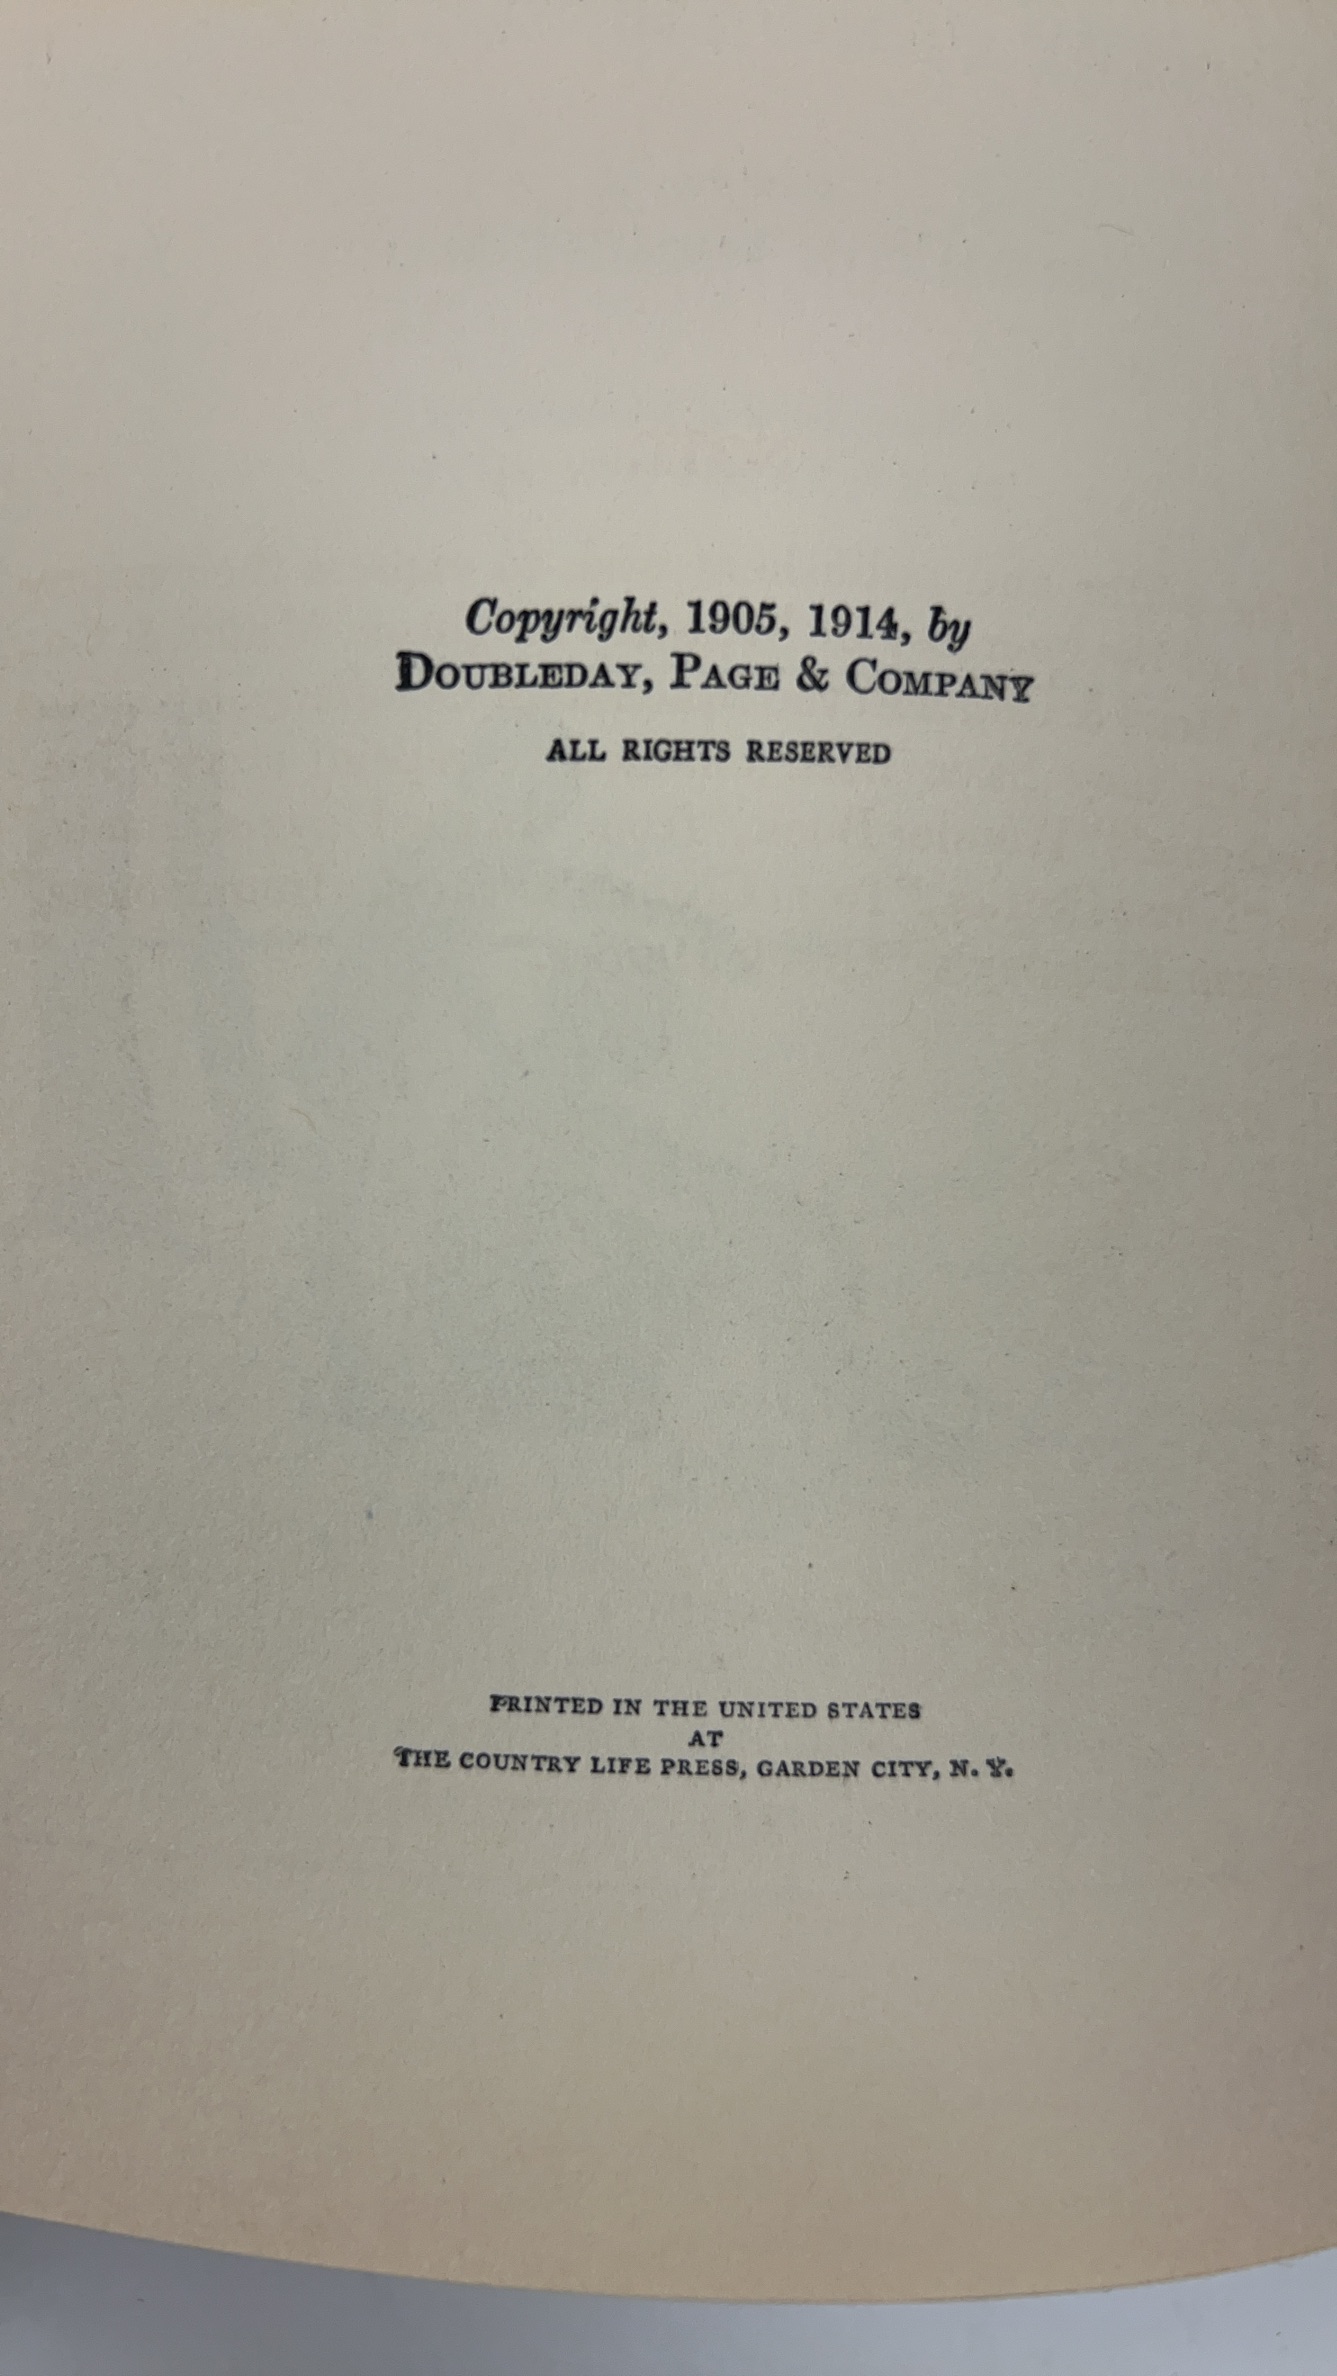 Copyright, 1905, 1914, by
DOUBLEDAY, PAGE & COMPANY
ALL RIGHTS RESERVED
PRINTED IN THE UNITED STATES
AT
THE COUNTRY LIFE PRESS, GARDEN CITY, N. Y.